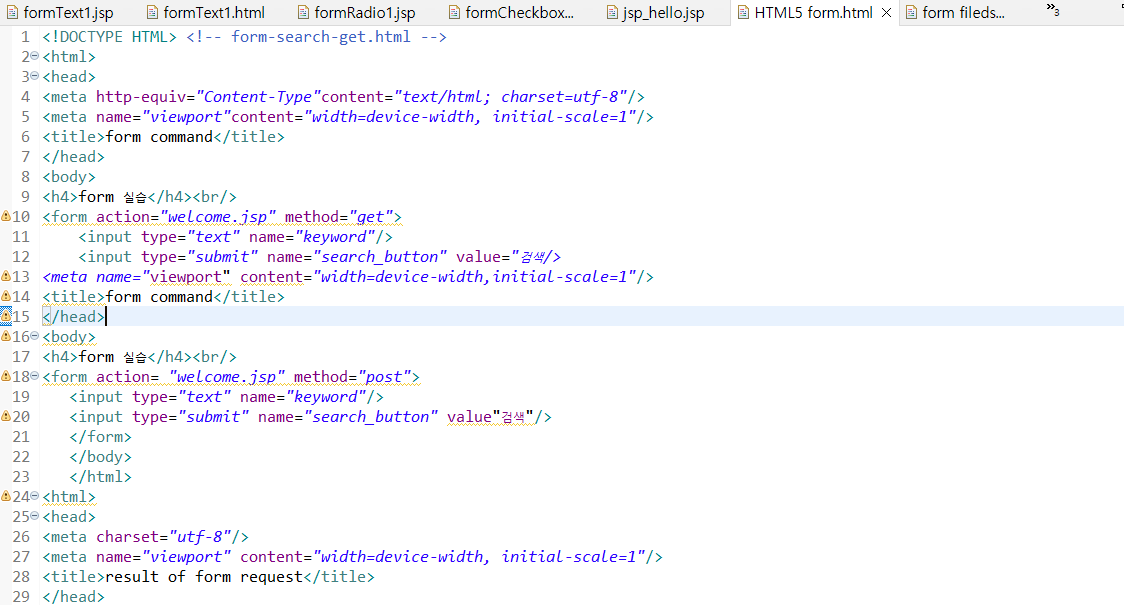 formText1.jsp formText1.html formRadio1.jsp formCheckbox... jsp_hello.jsp HTML5 form.html form fileds... »3
1 <!DOCTYPE HTML> <!-- form-search-get.html -->
2 <html>
3 <head>
4 <meta http-equiv="Content-Type"content="text/html; charset=utf-8"/>
5 <meta name="viewport"content="width=device-width, initial-scale=1"/>
6 <title>form command</title>
7 </head>
8 <body>
9 <h4>form 실습</h4><br/>
10 <form action="welcome.jsp" method="get">
11 <input type="text" name="keyword"/>
12 <input type="submit" name="search_button" value="검색/>
13 <meta name="viewport" content="width=device-width,initial-scale=1"/>
14 <title>form command</title>
15 </head>
16 <body>
17 <h4>form 실습</h4><br/>
18 <form action= "welcome.jsp" method="post">
19 <input type="text" name="keyword"/>
20 <input type="submit" name="search_button" value"검색"/>
21 </form>
22 </body>
23 </html>
24 <html>
25 <head>
26 <meta charset="utf-8"/>
27 <meta name="viewport" content="width=device-width, initial-scale=1"/>
28 <title>result of form request</title>
29 </head>